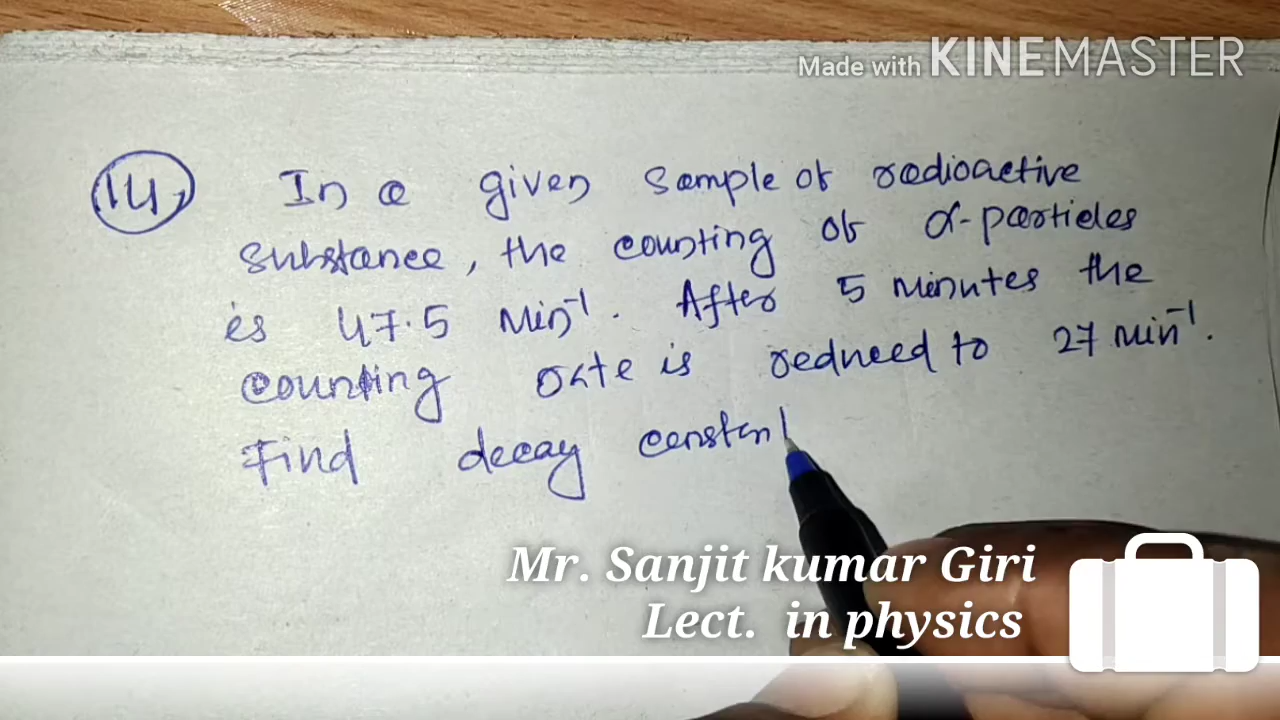 Made with KINEMASTER
14, In a given sample of radioactive
substance, the counting of α-particles
is 47.5 Min⁻¹. After 5 minutes the
counting rate is reduced to 27 min⁻¹.
Find decay constant
Mr. Sanjit kumar Giri
Lect. in physics